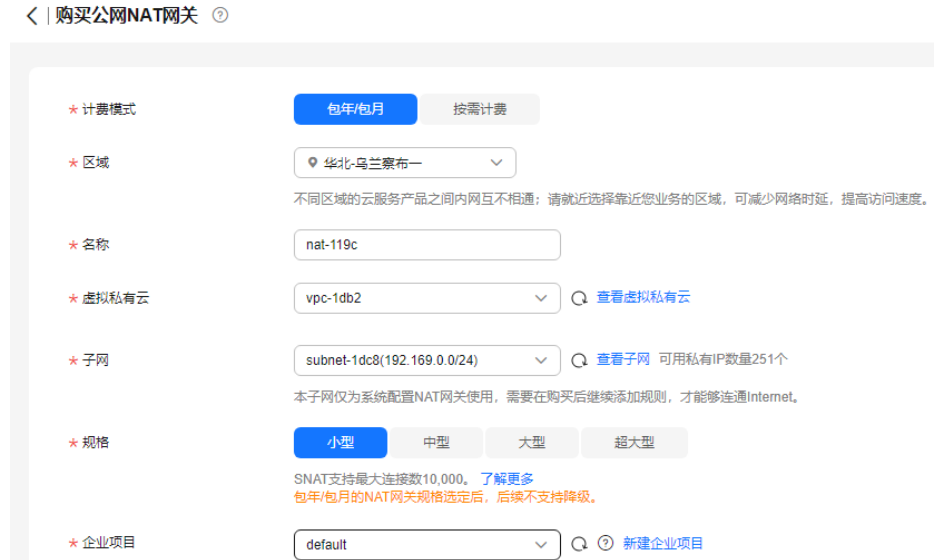 购买公网NAT网关
* 计费模式 包年/包月 按需计费
* 区域 华北-乌兰察布一
不同区域的云服务产品之间内网互不相通；请就近选择靠近您业务的区域，可减少网络时延，提高访问速度。
* 名称 nat-119c
* 虚拟私有云 vpc-1db2 查看虚拟私有云
* 子网 subnet-1dc8(192.169.0.0/24) 查看子网 可用私有IP数量251个
本子网仅为系统配置NAT网关使用，需要在购买后继续添加规则，才能够连通Internet。
* 规格 小型 中型 大型 超大型
SNAT支持最大连接数10,000。 了解更多
包年/包月的NAT网关规格选定后，后续不支持降级。
* 企业项目 default 新建企业项目